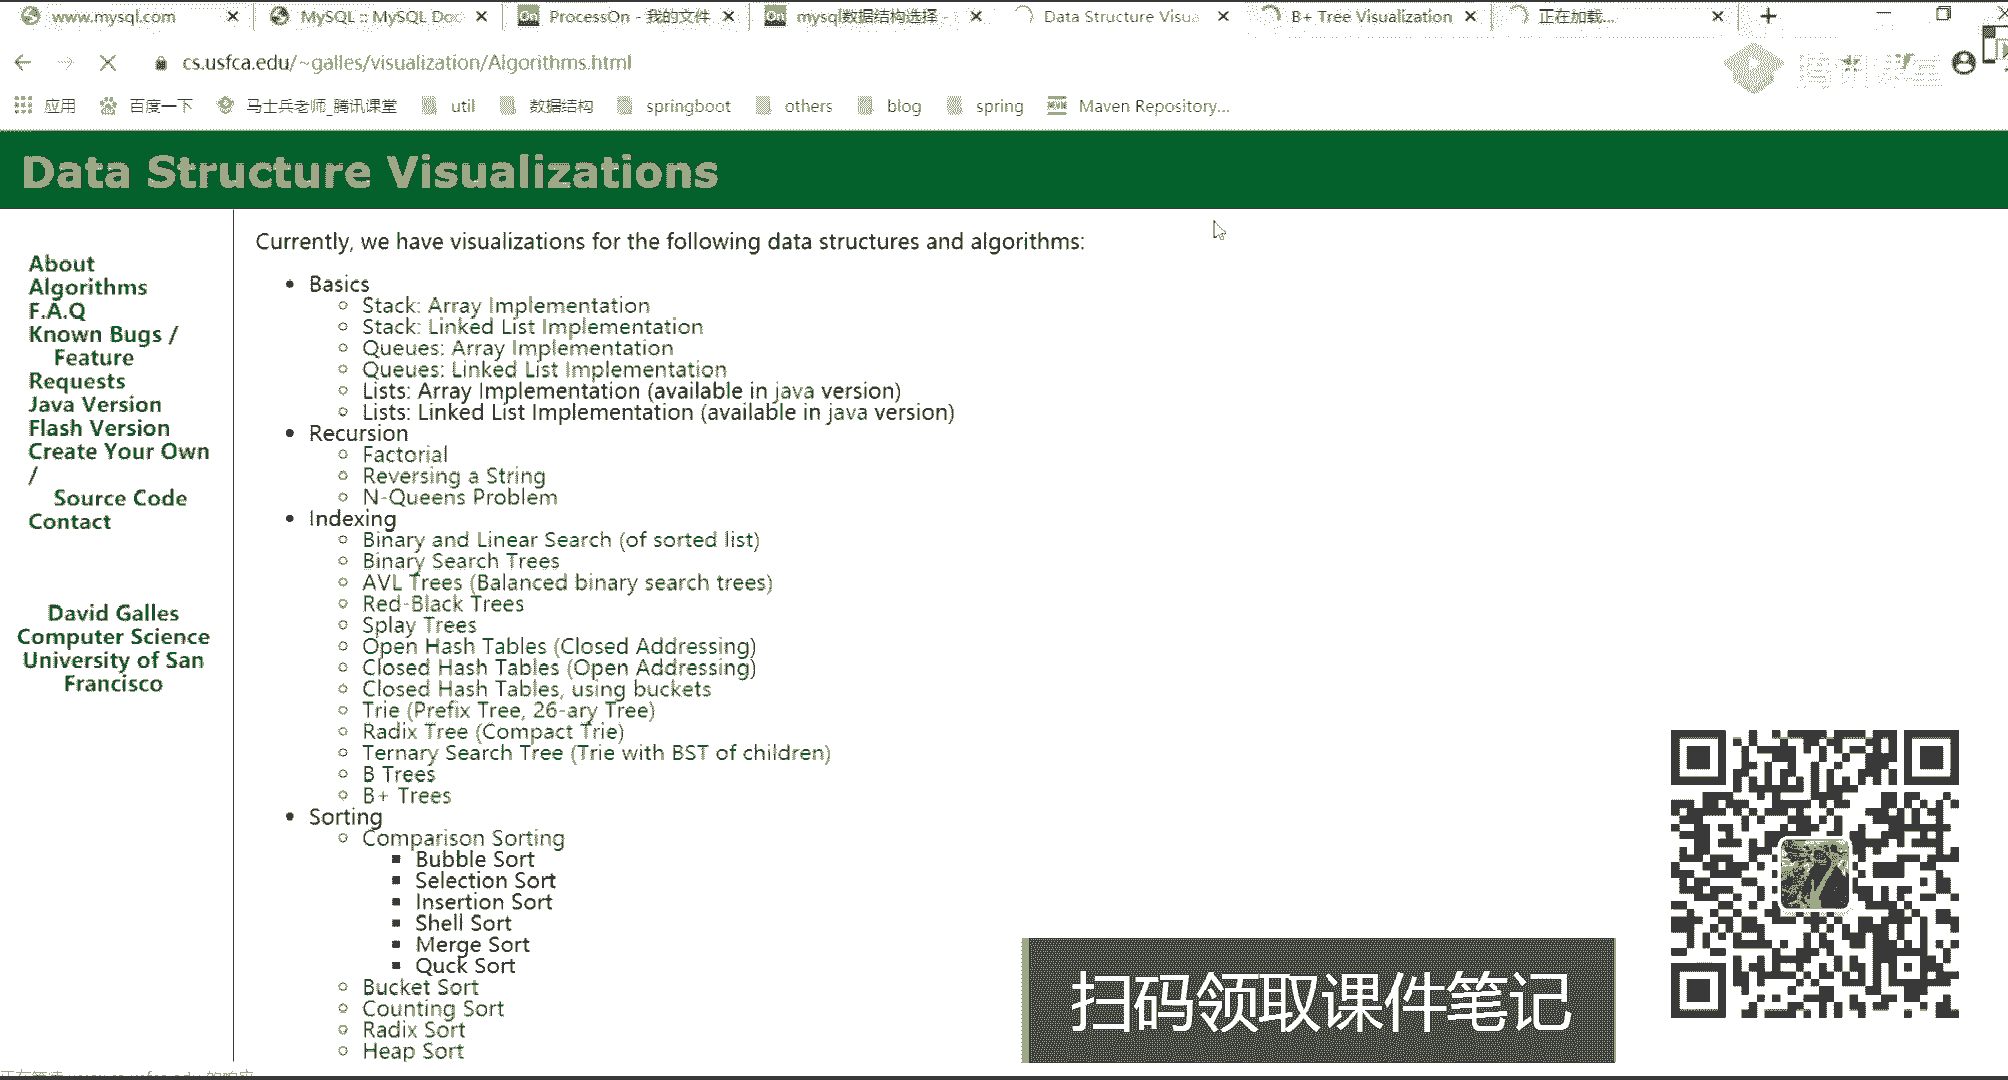 www.mysql.com
MySQL :: MySQL Doc
ProcessOn - 我的文件
mysql数据结构选择 -
Data Structure Visua
B+ Tree Visualization
正在加载...
cs.usfca.edu/~galles/visualization/Algorithms.html
腾讯课堂
应用
百度一下
马士兵老师_腾讯课堂
util
数据结构
springboot
others
blog
spring
Maven Repository...
Data Structure Visualizations
About
Algorithms
F.A.Q
Known Bugs /
Feature
Requests
Java Version
Flash Version
Create Your Own
/
Source Code
Contact
David Galles
Computer Science
University of San
Francisco
Currently, we have visualizations for the following data structures and algorithms:
Basics
Stack: Array Implementation
Stack: Linked List Implementation
Queues: Array Implementation
Queues: Linked List Implementation
Lists: Array Implementation (available in java version)
Lists: Linked List Implementation (available in java version)
Recursion
Factorial
Reversing a String
N-Queens Problem
Indexing
Binary and Linear Search (of sorted list)
Binary Search Trees
AVL Trees (Balanced binary search trees)
Red-Black Trees
Splay Trees
Open Hash Tables (Closed Addressing)
Closed Hash Tables (Open Addressing)
Closed Hash Tables, using buckets
Trie (Prefix Tree, 26-ary Tree)
Radix Tree (Compact Trie)
Ternary Search Tree (Trie with BST of children)
B Trees
B+ Trees
Sorting
Comparison Sorting
Bubble Sort
Selection Sort
Insertion Sort
Shell Sort
Merge Sort
Quck Sort
Bucket Sort
Counting Sort
Radix Sort
Heap Sort
扫码领取课件笔记